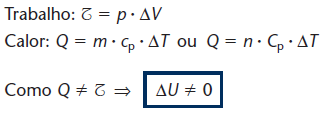 Trabalho: ℭ = p · ΔV
Calor: Q = m · cₚ · ΔT ou Q = n · Cₚ · ΔT
Como Q ≠ ℭ ⇒ ΔU ≠ 0